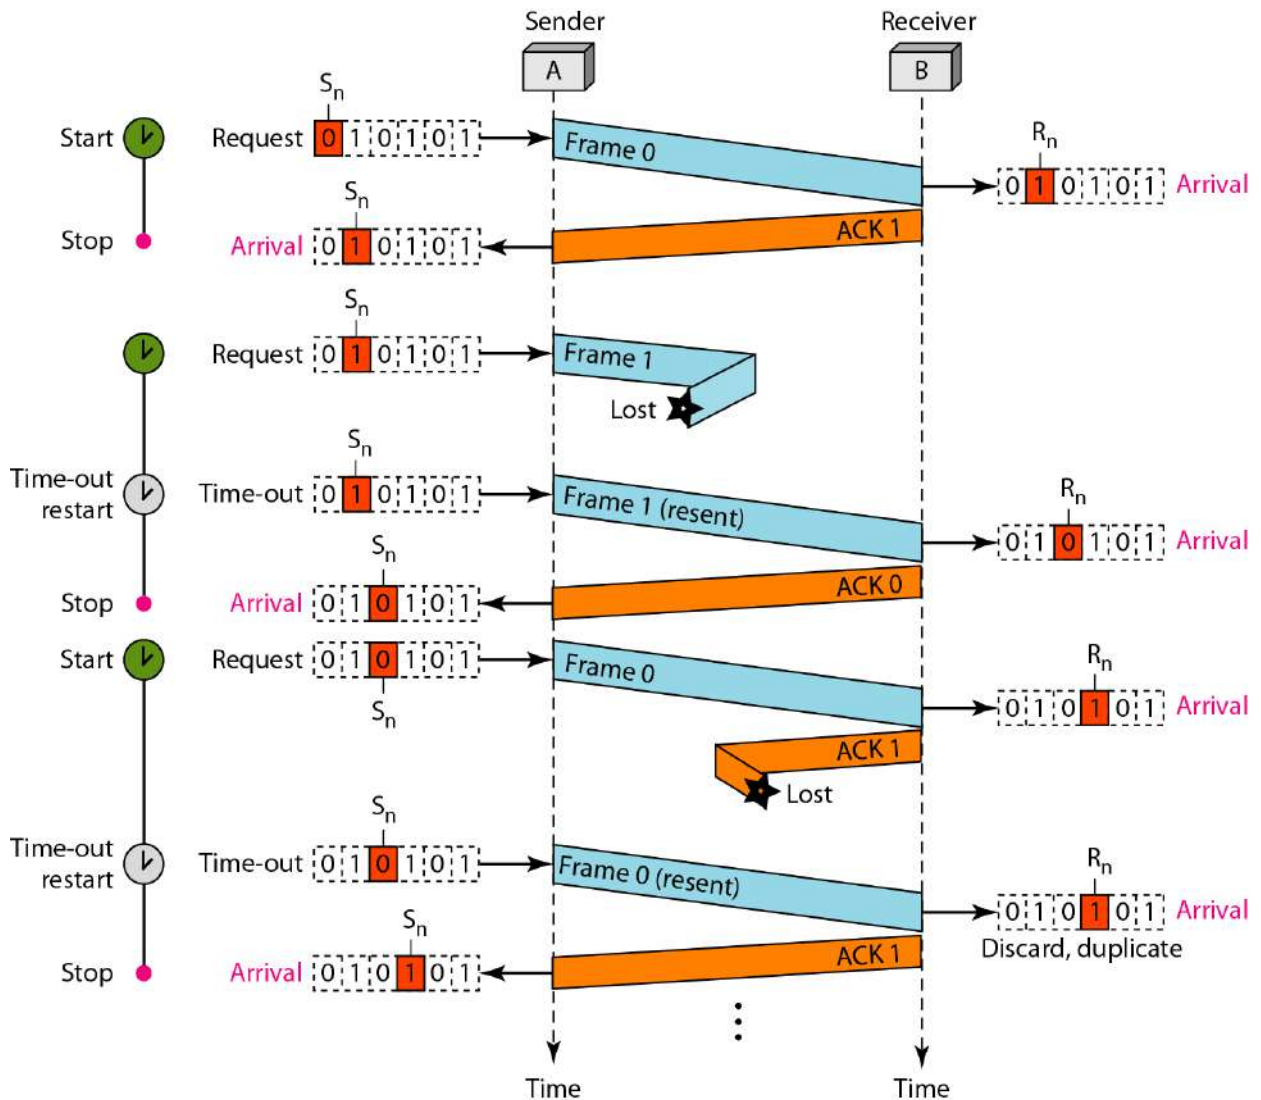 Sender
Receiver
A
B
Sn
Start
Request
0 1 0 1 0 1
Frame 0
Rn
0 1 0 1 0 1
Arrival
Sn
Stop
Arrival
0 1 0 1 0 1
ACK 1
Sn
Request
0 1 0 1 0 1
Frame 1
Lost
Sn
Time-out
restart
Time-out
0 1 0 1 0 1
Frame 1 (resent)
Rn
0 1 0 1 0 1
Arrival
Sn
Stop
Arrival
0 1 0 1 0 1
ACK 0
Start
Request
0 1 0 1 0 1
Sn
Frame 0
Rn
0 1 0 1 0 1
Arrival
ACK 1
Lost
Sn
Time-out
restart
Time-out
0 1 0 1 0 1
Frame 0 (resent)
Rn
0 1 0 1 0 1
Arrival
Discard, duplicate
Sn
Stop
Arrival
0 1 0 1 0 1
ACK 1
Time
Time